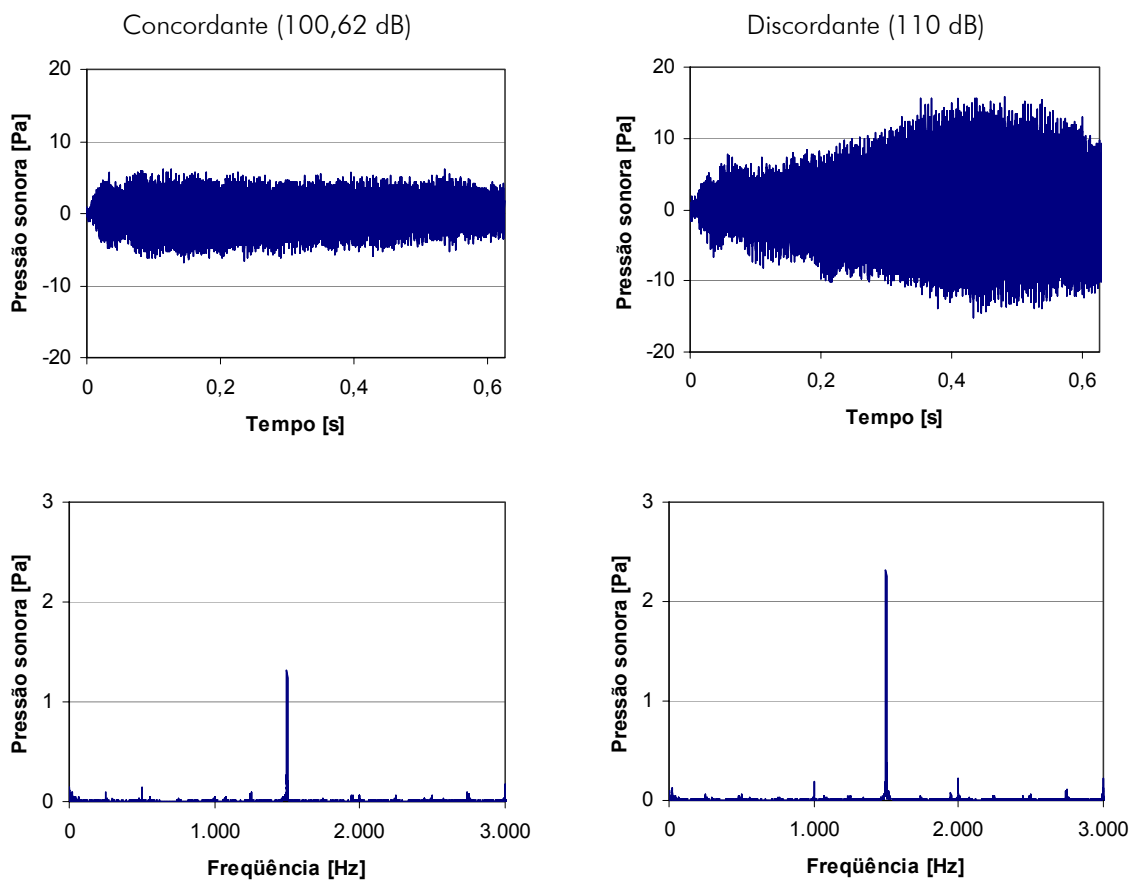 Concordante (100,62 dB)
20
10
0
-10
-20
Pressão sonora [Pa]
0 0,2 0,4 0,6
Tempo [s]
Discordante (110 dB)
20
10
0
-10
-20
Pressão sonora [Pa]
0 0,2 0,4 0,6
Tempo [s]
3
2
1
0
Pressão sonora [Pa]
0 1.000 2.000 3.000
Freqüência [Hz]
3
2
1
0
Pressão sonora [Pa]
0 1.000 2.000 3.000
Freqüência [Hz]